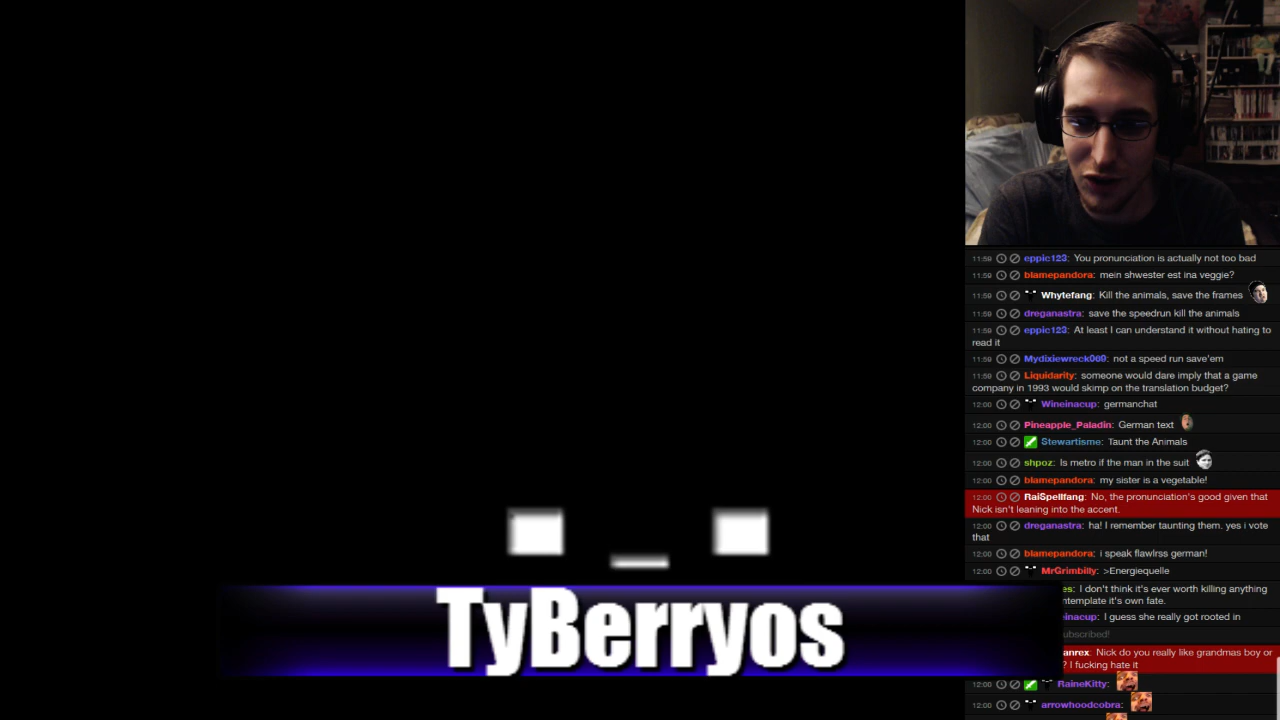 11:59 eppic123: You pronunciation is actually not too bad
11:59 blamepandora: mein shwester est ina veggie?
11:59 Whytefang: Kill the animals, save the frames
11:59 dreganastra: save the speedrun kill the animals
11:59 eppic123: At least I can understand it without hating to
read it
11:59 Mydixiewreck969: not a speed run save'em
11:59 Liquidarity: someone would dare imply that a game
company in 1993 would skimp on the translation budget?
12:00 Wineinacup: germanchat
12:00 Pineapple_Paladin: German text
12:00 Stewartisme: Taunt the Animals
12:00 shpoz: Is metro if the man in the suit
12:00 blamepandora: my sister is a vegetable!
12:00 RaiSpellfang: No, the pronunciation's good given that
Nick isn't leaning into the accent.
12:00 dreganastra: ha! I remember taunting them. yes i vote
that
12:00 blamepandora: i speak flawlrss german!
12:00 MrGrimbilly: >Energiequelle
es: I don't think it's ever worth killing anything
ntemplate it's own fate.
inacup: I guess she really got rooted in
ubscribed!
anrex: Nick do you really like grandmas boy or
? I fucking hate it
12:00 RaineKitty:
12:00 arrowhoodcobra:
TyBerryos